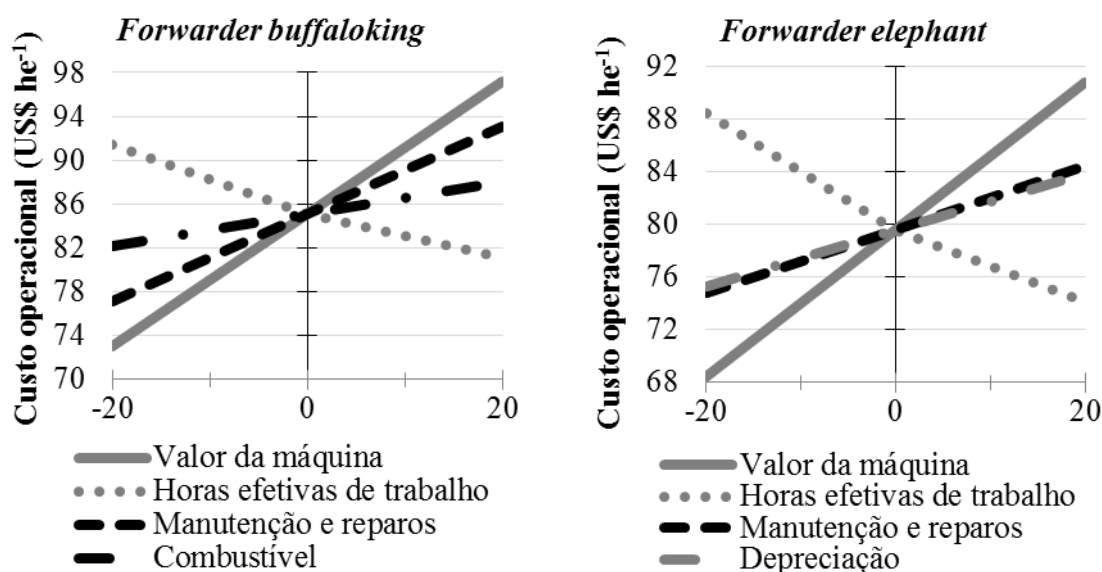 Forwarder buffaloking
Custo operacional (US$ he-1)
98
94
90
86
82
78
74
70
-20
0
20
Valor da máquina
Horas efetivas de trabalho
Manutenção e reparos
Combustível
Forwarder elephant
Custo operacional (US$ he-1)
92
88
84
80
76
72
68
-20
0
20
Valor da máquina
Horas efetivas de trabalho
Manutenção e reparos
Depreciação